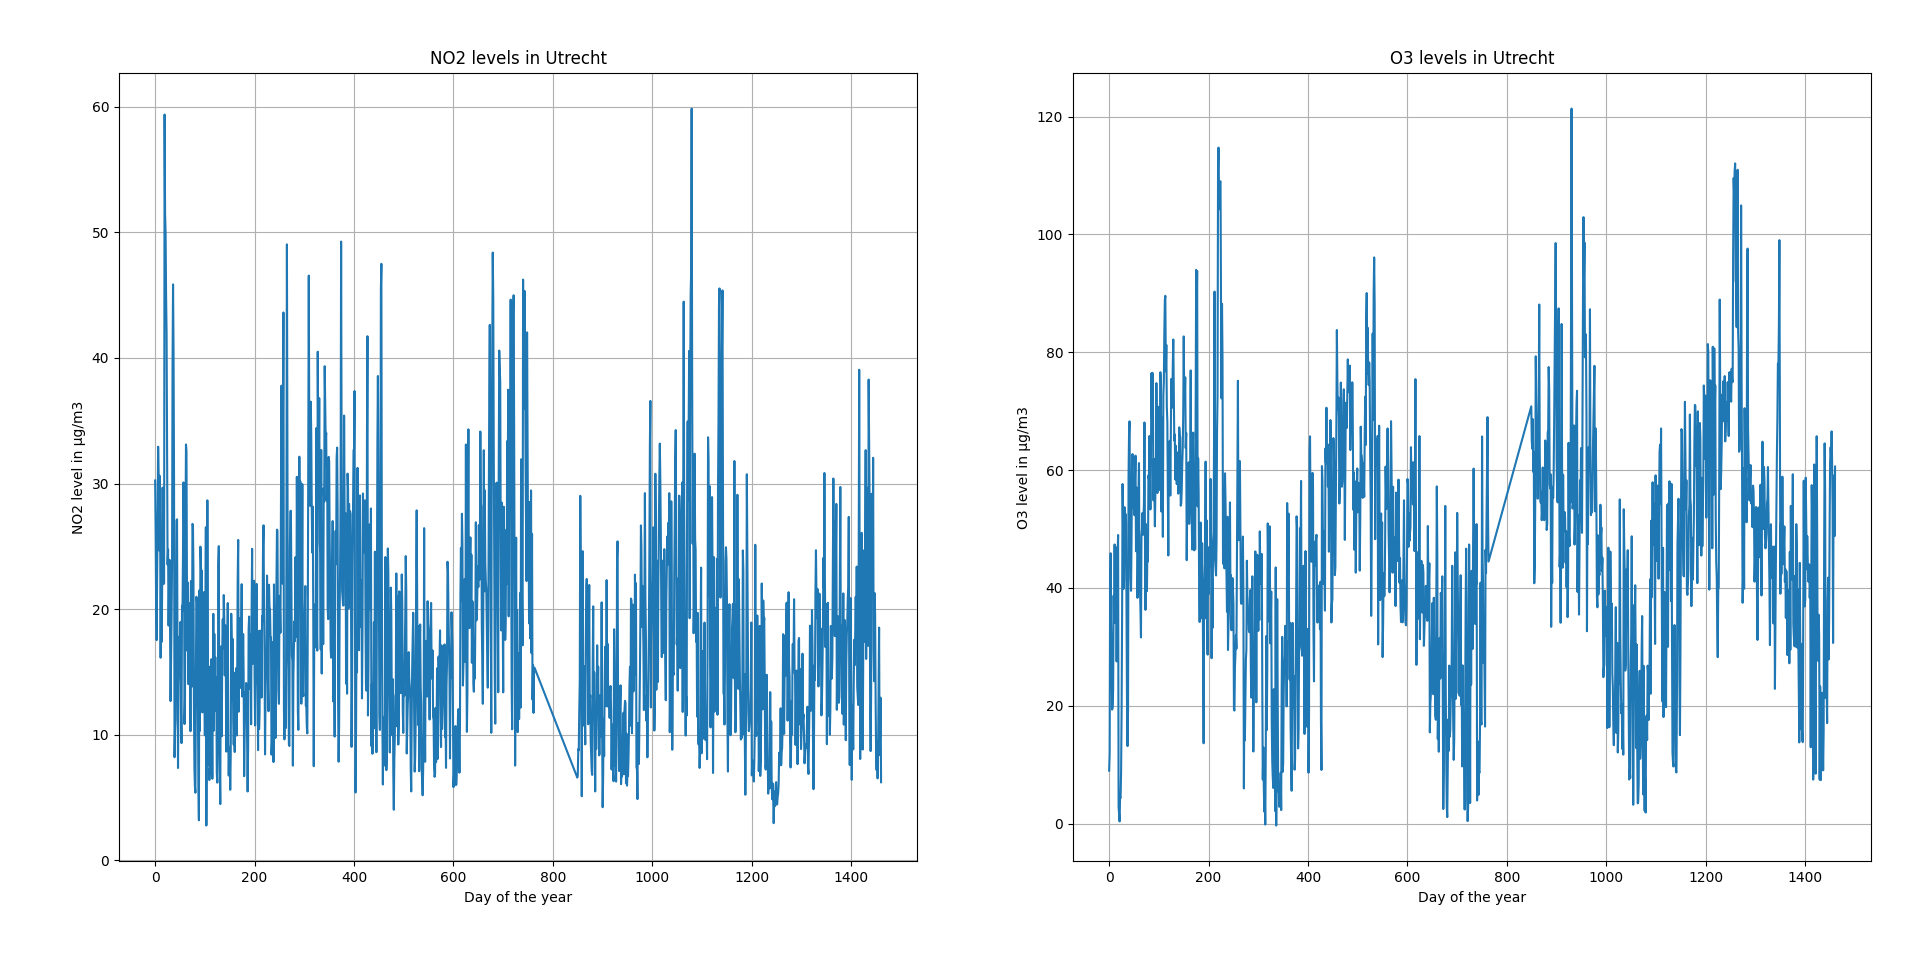 NO2 levels in Utrecht
NO2 level in µg/m3
60
50
40
30
20
10
0
0 200 400 600 800 1000 1200 1400
Day of the year
O3 levels in Utrecht
O3 level in µg/m3
120
100
80
60
40
20
0
0 200 400 600 800 1000 1200 1400
Day of the year